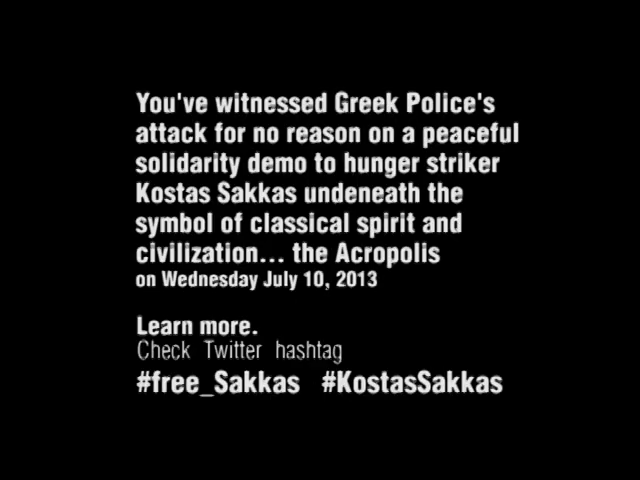 You've witnessed Greek Police's
attack for no reason on a peaceful
solidarity demo to hunger striker
Kostas Sakkas undeneath the
symbol of classical spirit and
civilization... the Acropolis
on Wednesday July 10, 2013
Learn more.
Check Twitter hashtag
#free_Sakkas #KostasSakkas